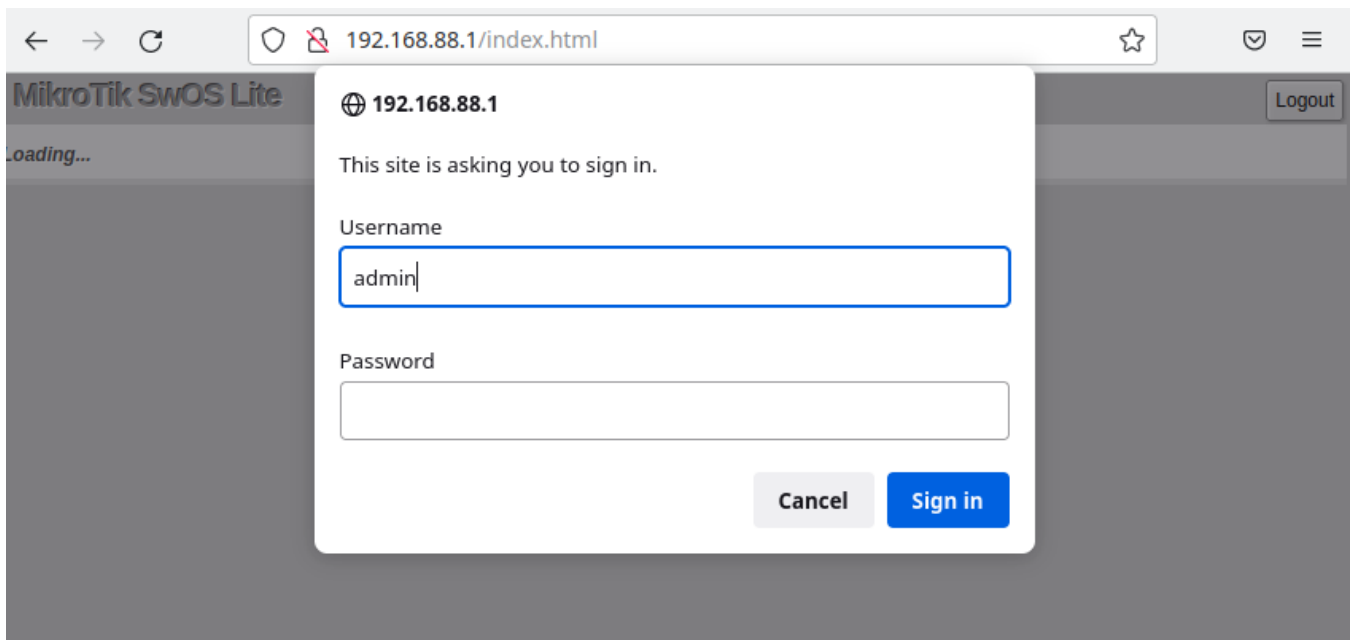 192.168.88.1/index.html
MikroTik SwOS Lite
Logout
Loading...
192.168.88.1
This site is asking you to sign in.
Username
admin
Password
Cancel
Sign in